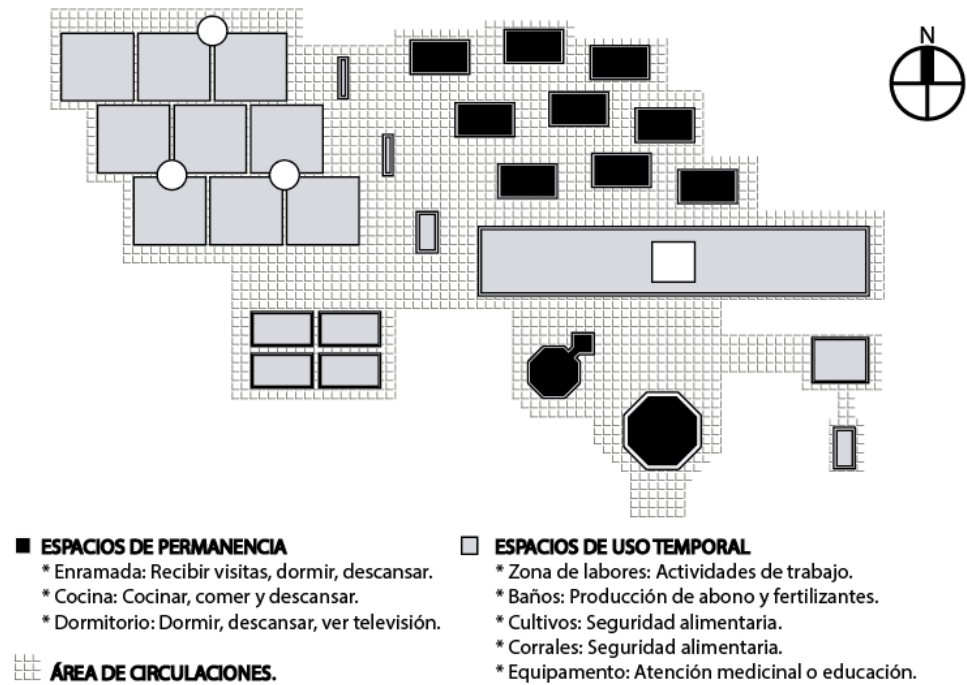 N
ESPACIOS DE PERMANENCIA
* Enramada: Recibir visitas, dormir, descansar.
* Cocina: Cocinar, comer y descansar.
* Dormitorio: Dormir, descansar, ver televisión.
ÁREA DE CIRCULACIONES.
ESPACIOS DE USO TEMPORAL
* Zona de labores: Actividades de trabajo.
* Baños: Producción de abono y fertilizantes.
* Cultivos: Seguridad alimentaria.
* Corrales: Seguridad alimentaria.
* Equipamento: Atención medicinal o educación.